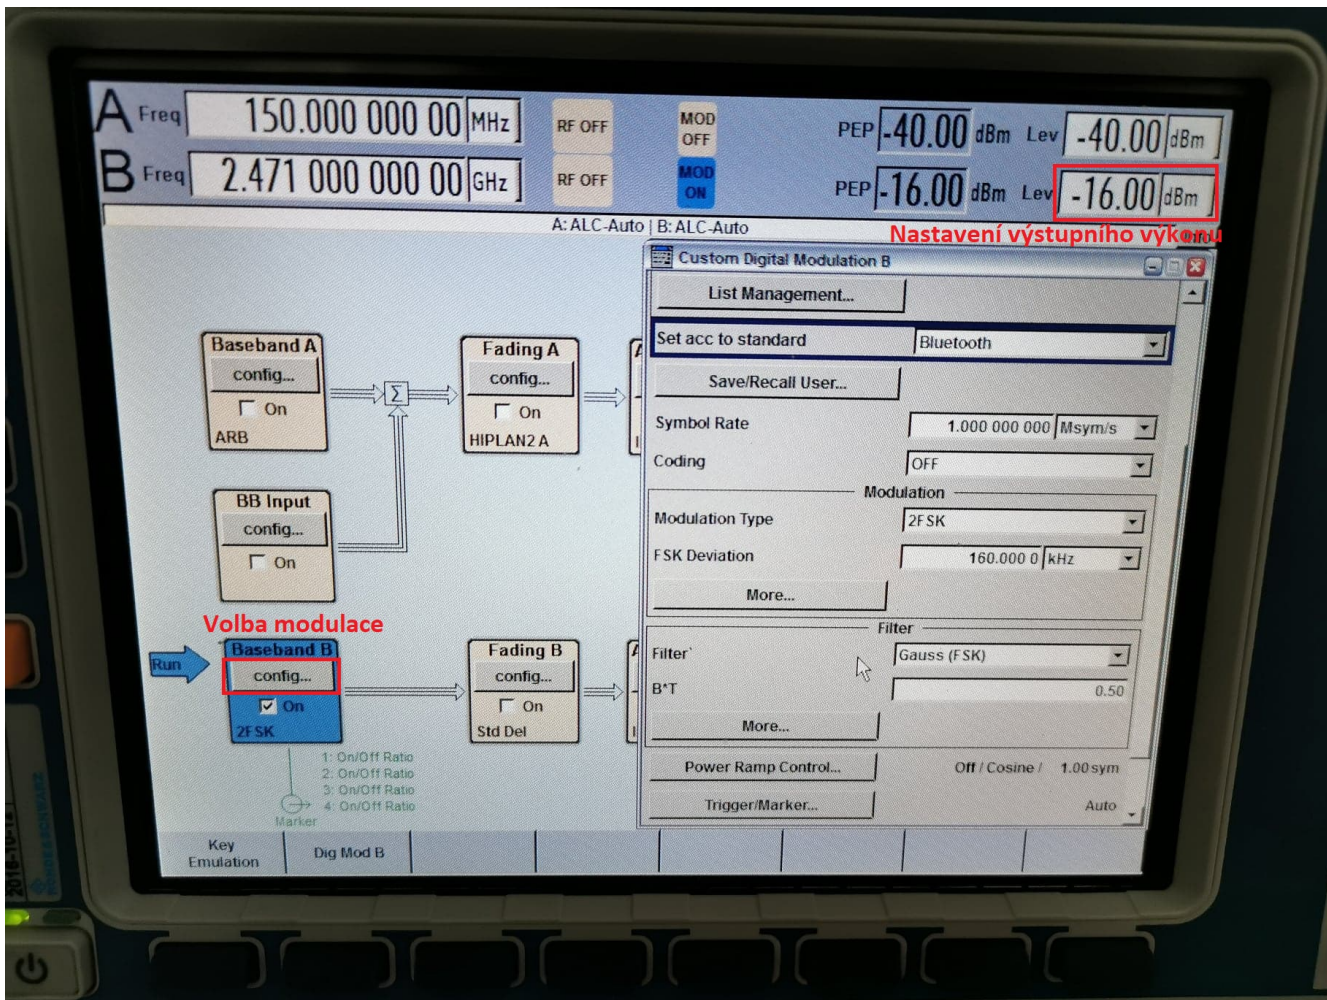 A Freq 150.000 000 00 MHz RF OFF MOD OFF PEP -40.00 dBm Lev -40.00 dBm
B Freq 2.471 000 000 00 GHz RF OFF MOD ON PEP -16.00 dBm Lev -16.00 dBm
A: ALC-Auto | B: ALC-Auto
Nastavení výstupního výkonu
Custom Digital Modulation B
List Management...
Set acc to standard Bluetooth
Save/Recall User...
Symbol Rate 1.000 000 000 Msym/s
Coding OFF
Modulation
Modulation Type 2FSK
FSK Deviation 160.000 0 kHz
More...
Filter
Filter Gauss (FSK)
B*T 0.50
More...
Power Ramp Control... Off / Cosine / 1.00 sym
Trigger/Marker... Auto
Baseband A
config...
On
ARB
Σ
Fading A
config...
On
HIPLAN2 A
BB Input
config...
On
Volba modulace
Run
Baseband B
config...
On
2FSK
Fading B
config...
On
Std Del
1: On/Off Ratio
2: On/Off Ratio
3: On/Off Ratio
4: On/Off Ratio
Marker
Key Emulation
Dig Mod B
ROHDE&SCHWARZ